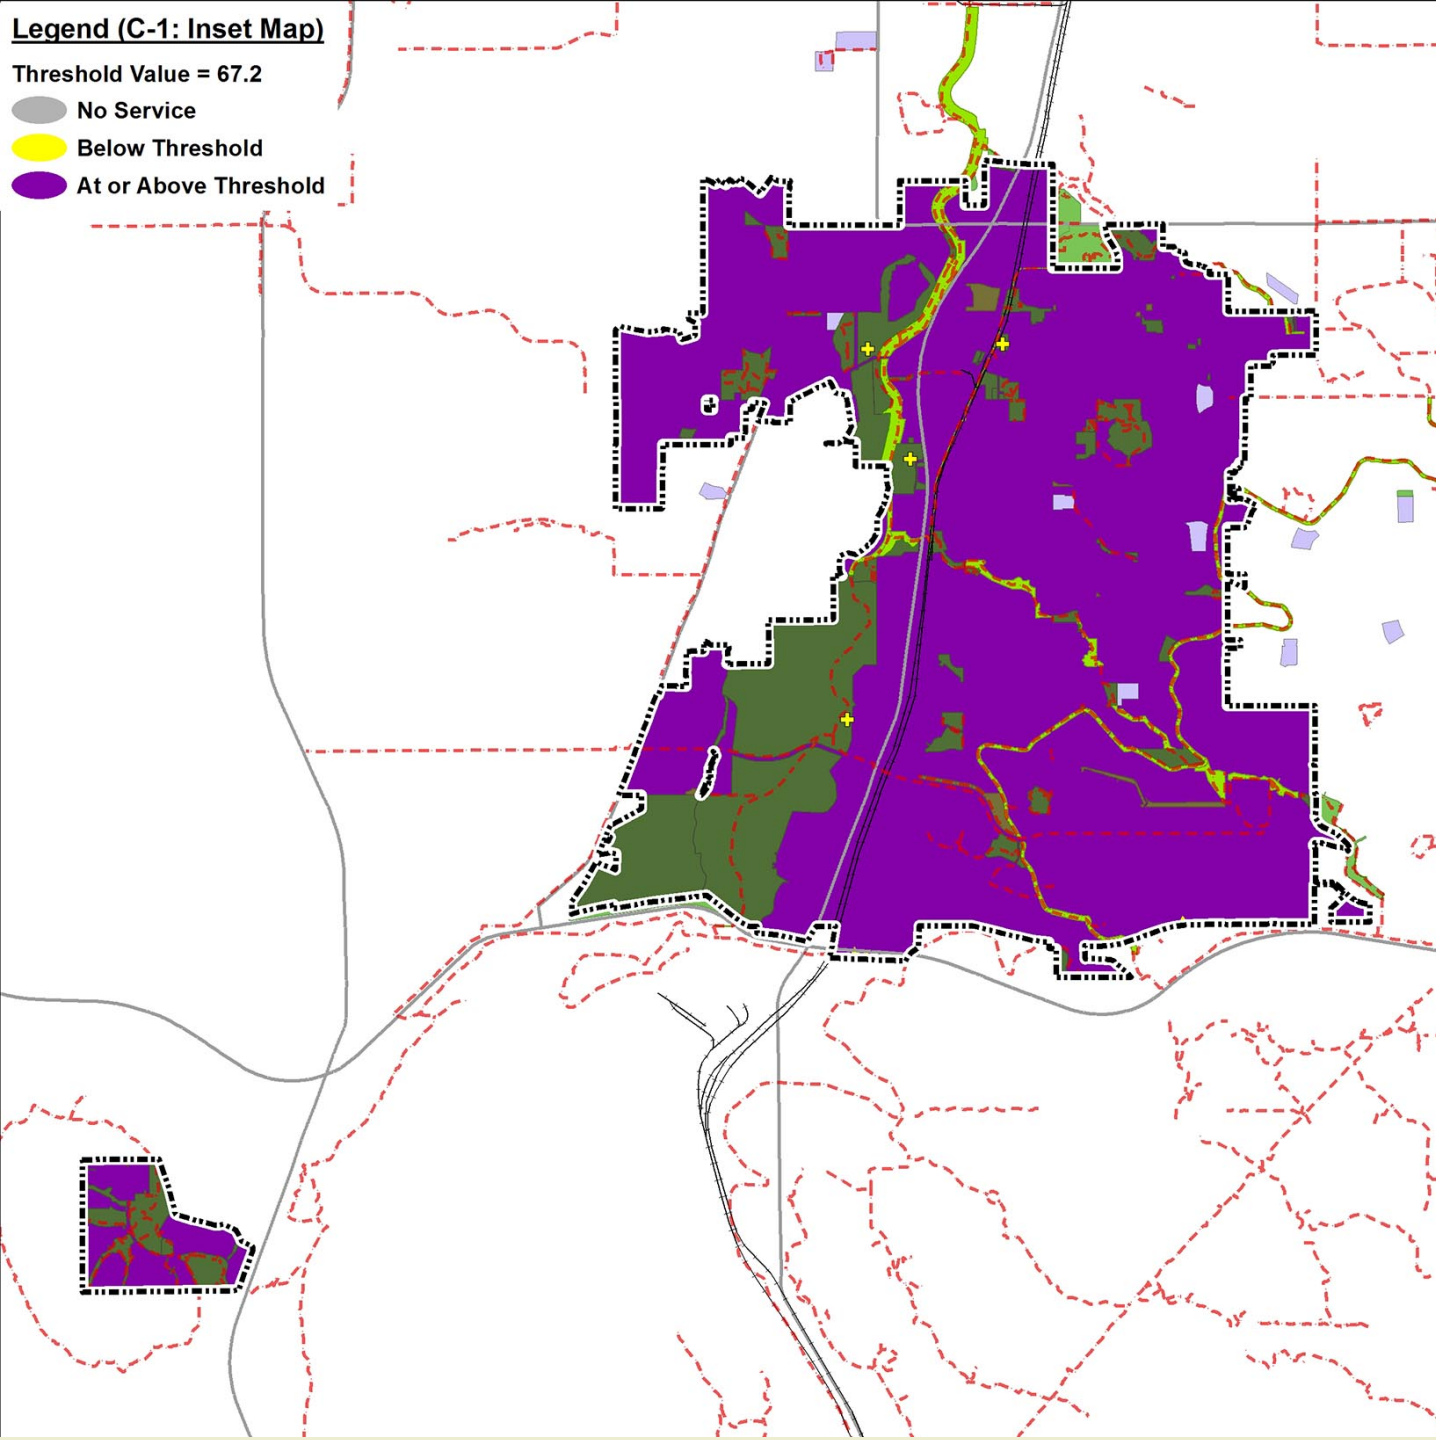 Legend (C-1: Inset Map)
Threshold Value = 67.2
No Service
Below Threshold
At or Above Threshold